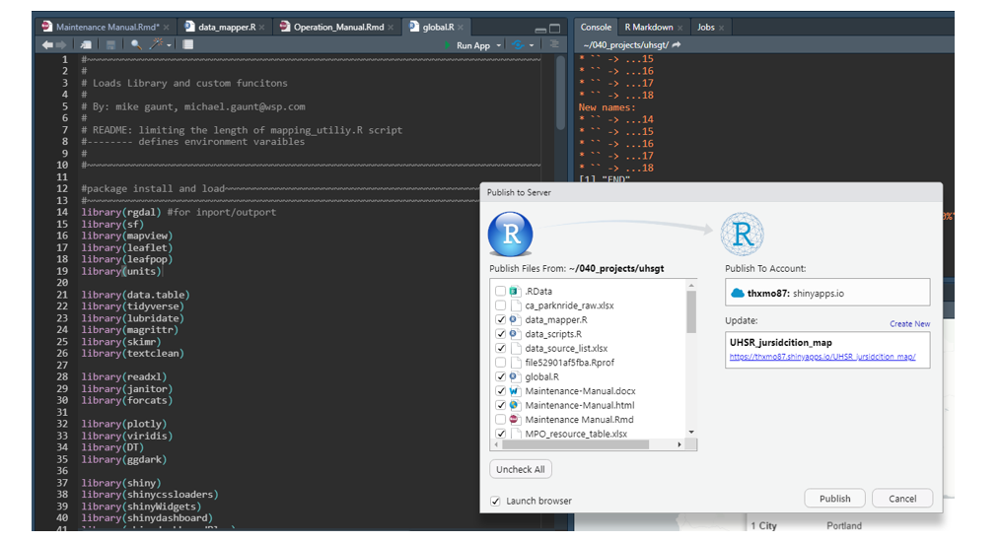 Maintenance Manual.Rmd*
data_mapper.R
Operation_Manual.Rmd
global.R
Run App
1 #~~~~~~~~~~~~~~~~~~~~~~~~~~~~~~~~~~~~~~~~~~~~~~~~~~~~~~~~~~~~~~~~~~~~~~~~~~~~~
2 #
3 # Loads Library and custom funcitons
4 #
5 # By: mike gaunt, michael.gaunt@wsp.com
6 #
7 # README: limiting the length of mapping_utiliy.R script
8 #-------- defines environment varaibles
9 #
10 #~~~~~~~~~~~~~~~~~~~~~~~~~~~~~~~~~~~~~~~~~~~~~~~~~~~~~~~~~~~~~~~~~~~~~~~~~~~~~
11
12 #package install and load~~~~~~~~~~~~~~~~~~~~~~~~~~~~~~~~~~~~~~~~~~~~~~~~~~~~~
13 #~~~~~~~~~~~~~~~~~~~~~~~~~~~~~~~~~~~~~~~~~~~~~~~~~~~~~~~~~~~~~~~~
14 library(rgdal) #for inport/outport
15 library(sf)
16 library(mapview)
17 library(leaflet)
18 library(leafpop)
19 library(units)
20
21 library(data.table)
22 library(tidyverse)
23 library(lubridate)
24 library(magrittr)
25 library(skimr)
26 library(textclean)
27
28 library(readxl)
29 library(janitor)
30 library(forcats)
31
32 library(plotly)
33 library(viridis)
34 library(DT)
35 library(ggdark)
36
37 library(shiny)
38 library(shinycssloaders)
39 library(shinyWidgets)
40 library(shinydashboard)
41
Console
R Markdown
Jobs
~/040_projects/uhsgt/
* `` -> ...15
* `` -> ...16
* `` -> ...17
* `` -> ...18
New names:
* `` -> ...14
* `` -> ...15
* `` -> ...16
* `` -> ...17
* `` -> ...18
[1] "END"
Publish to Server
R
R
Publish Files From: ~/040_projects/uhsgt
.RData
ca_parknride_raw.xlsx
data_mapper.R
data_scripts.R
data_source_list.xlsx
file52901af5fba.Rprof
global.R
Maintenance-Manual.docx
Maintenance-Manual.html
Maintenance Manual.Rmd
MPO_resource_table.xlsx
Uncheck All
Launch browser
Publish To Account:
thxmo87: shinyapps.io
Update:
Create New
UHSR_jursidcition_map
https://thxmo87.shinyapps.io/UHSR_jursidcition_map/
Publish
Cancel
1 City
Portland